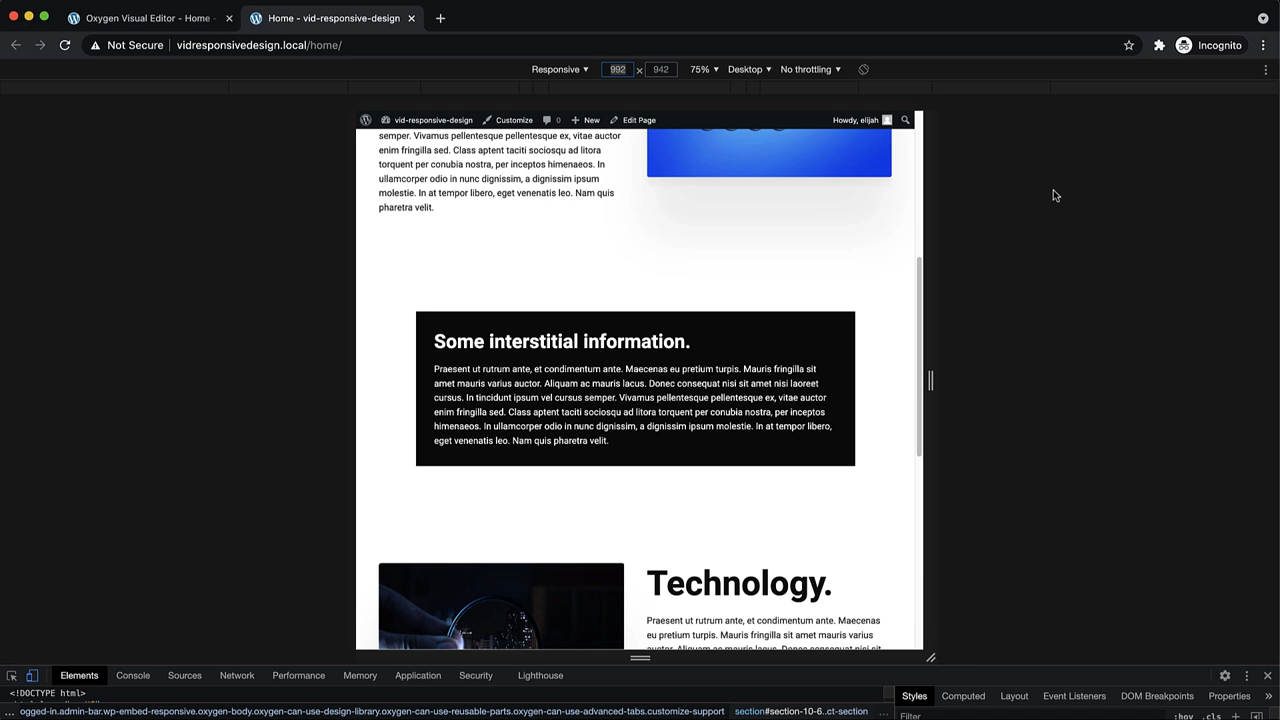 Oxygen Visual Editor - Home -
Home - vid-responsive-design
Not Secure
vidresponsivedesign.local/home/
Incognito
Responsive
992
942
75%
Desktop
No throttling
vid-responsive-design
Customize
0
New
Edit Page
Howdy, elijah
semper. Vivamus pellentesque pellentesque ex, vitae auctor
enim fringilla sed. Class aptent taciti sociosqu ad litora
torquent per conubia nostra, per inceptos himenaeos. In
ullamcorper odio in nunc dignissim, a dignissim ipsum
molestie. In at tempor libero, eget venenatis leo. Nam quis
pharetra velit.
Some interstitial information.
Praesent ut rutrum ante, et condimentum ante. Maecenas eu pretium turpis. Mauris fringilla sit
amet mauris varius auctor. Aliquam ac mauris lacus. Donec consequat nisi sit amet nisi laoreet
cursus. In tincidunt ipsum vel cursus semper. Vivamus pellentesque pellentesque ex, vitae auctor
enim fringilla sed. Class aptent taciti sociosqu ad litora torquent per conubia nostra, per inceptos
himenaeos. In ullamcorper odio in nunc dignissim, a dignissim ipsum molestie. In at tempor libero,
eget venenatis leo. Nam quis pharetra velit.
Technology.
Praesent ut rutrum ante, et condimentum ante. Maecenas
eu pretium turpis. Mauris fringilla sit amet mauris varius
auctor. Aliquam ac mauris lacus. Donec consequat nisi sit
Elements
Console
Sources
Network
Performance
Memory
Application
Security
Lighthouse
<!DOCTYPE html>
... ogged-in.admin-bar.wp-embed-responsive.oxygen-body.oxygen-can-use-design-library.oxygen-can-use-reusable-parts.oxygen-can-use-advanced-tabs.customize-support
section#section-10-6..ct-section
...
Styles
Computed
Layout
Event Listeners
DOM Breakpoints
Properties
Filter
:hov
.cls